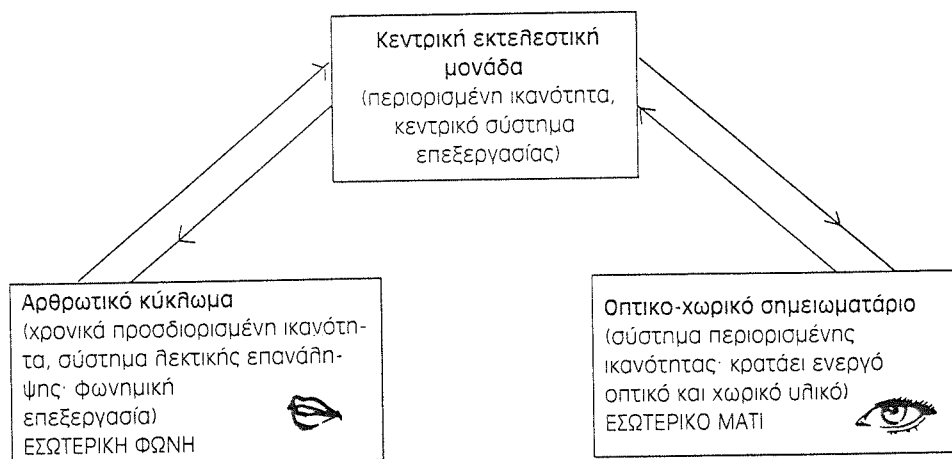 Κεντρική εκτελεστική
μονάδα
(περιορισμένη ικανότητα,
κεντρικό σύστημα
επεξεργασίας)
Αρθρωτικό κύκλωμα
(χρονικά προσδιορισμένη ικανότη-
τα, σύστημα λεκτικής επανάλη-
ψης· φωνημική
επεξεργασία)
ΕΣΩΤΕΡΙΚΗ ΦΩΝΗ
Οπτικο-χωρικό σημειωματάριο
(σύστημα περιορισμένης
ικανότητας· κρατάει ενεργό
οπτικό και χωρικό υλικό)
ΕΣΩΤΕΡΙΚΟ ΜΑΤΙ